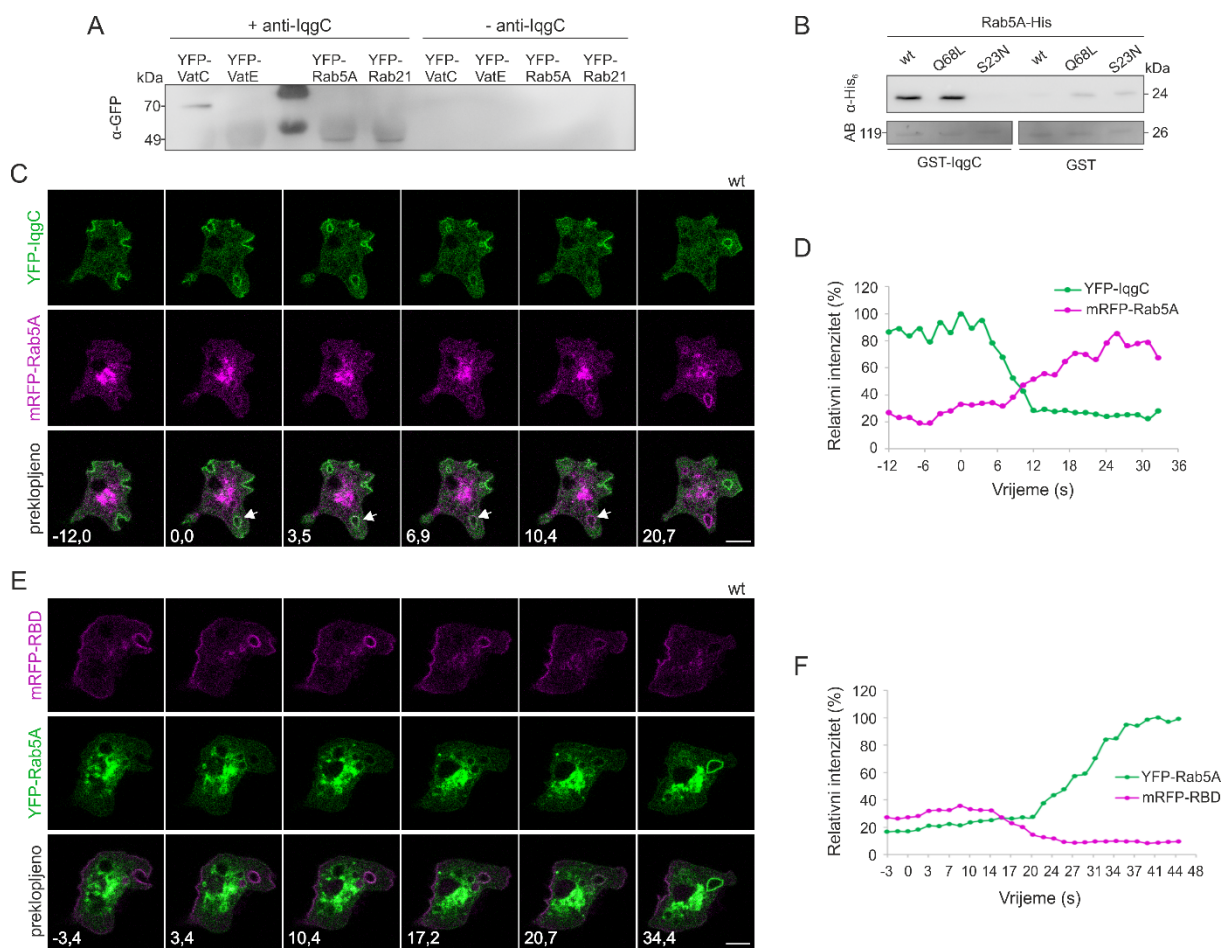 A
+ anti-IqgC
- anti-IqgC
YFP-VatC
YFP-VatE
YFP-Rab5A
YFP-Rab21
YFP-VatC
YFP-VatE
YFP-Rab5A
YFP-Rab21
kDa
70
49
α-GFP
B
Rab5A-His
wt
Q68L
S23N
wt
Q68L
S23N
kDa
α-His₆
24
AB
119
26
GST-IqgC
GST
C
wt
YFP-IqgC
mRFP-Rab5A
preklopljeno
-12,0
0,0
3,5
6,9
10,4
20,7
D
YFP-IqgC
mRFP-Rab5A
Relativni intenzitet (%)
120
100
80
60
40
20
0
-12 -6 0 6 12 18 24 30 36
Vrijeme (s)
E
wt
mRFP-RBD
YFP-Rab5A
preklopljeno
-3,4
3,4
10,4
17,2
20,7
34,4
F
YFP-Rab5A
mRFP-RBD
Relativni intenzitet (%)
120
100
80
60
40
20
0
-3 0 3 7 10 14 17 21 24 27 31 34 37 41 44 48
Vrijeme (s)